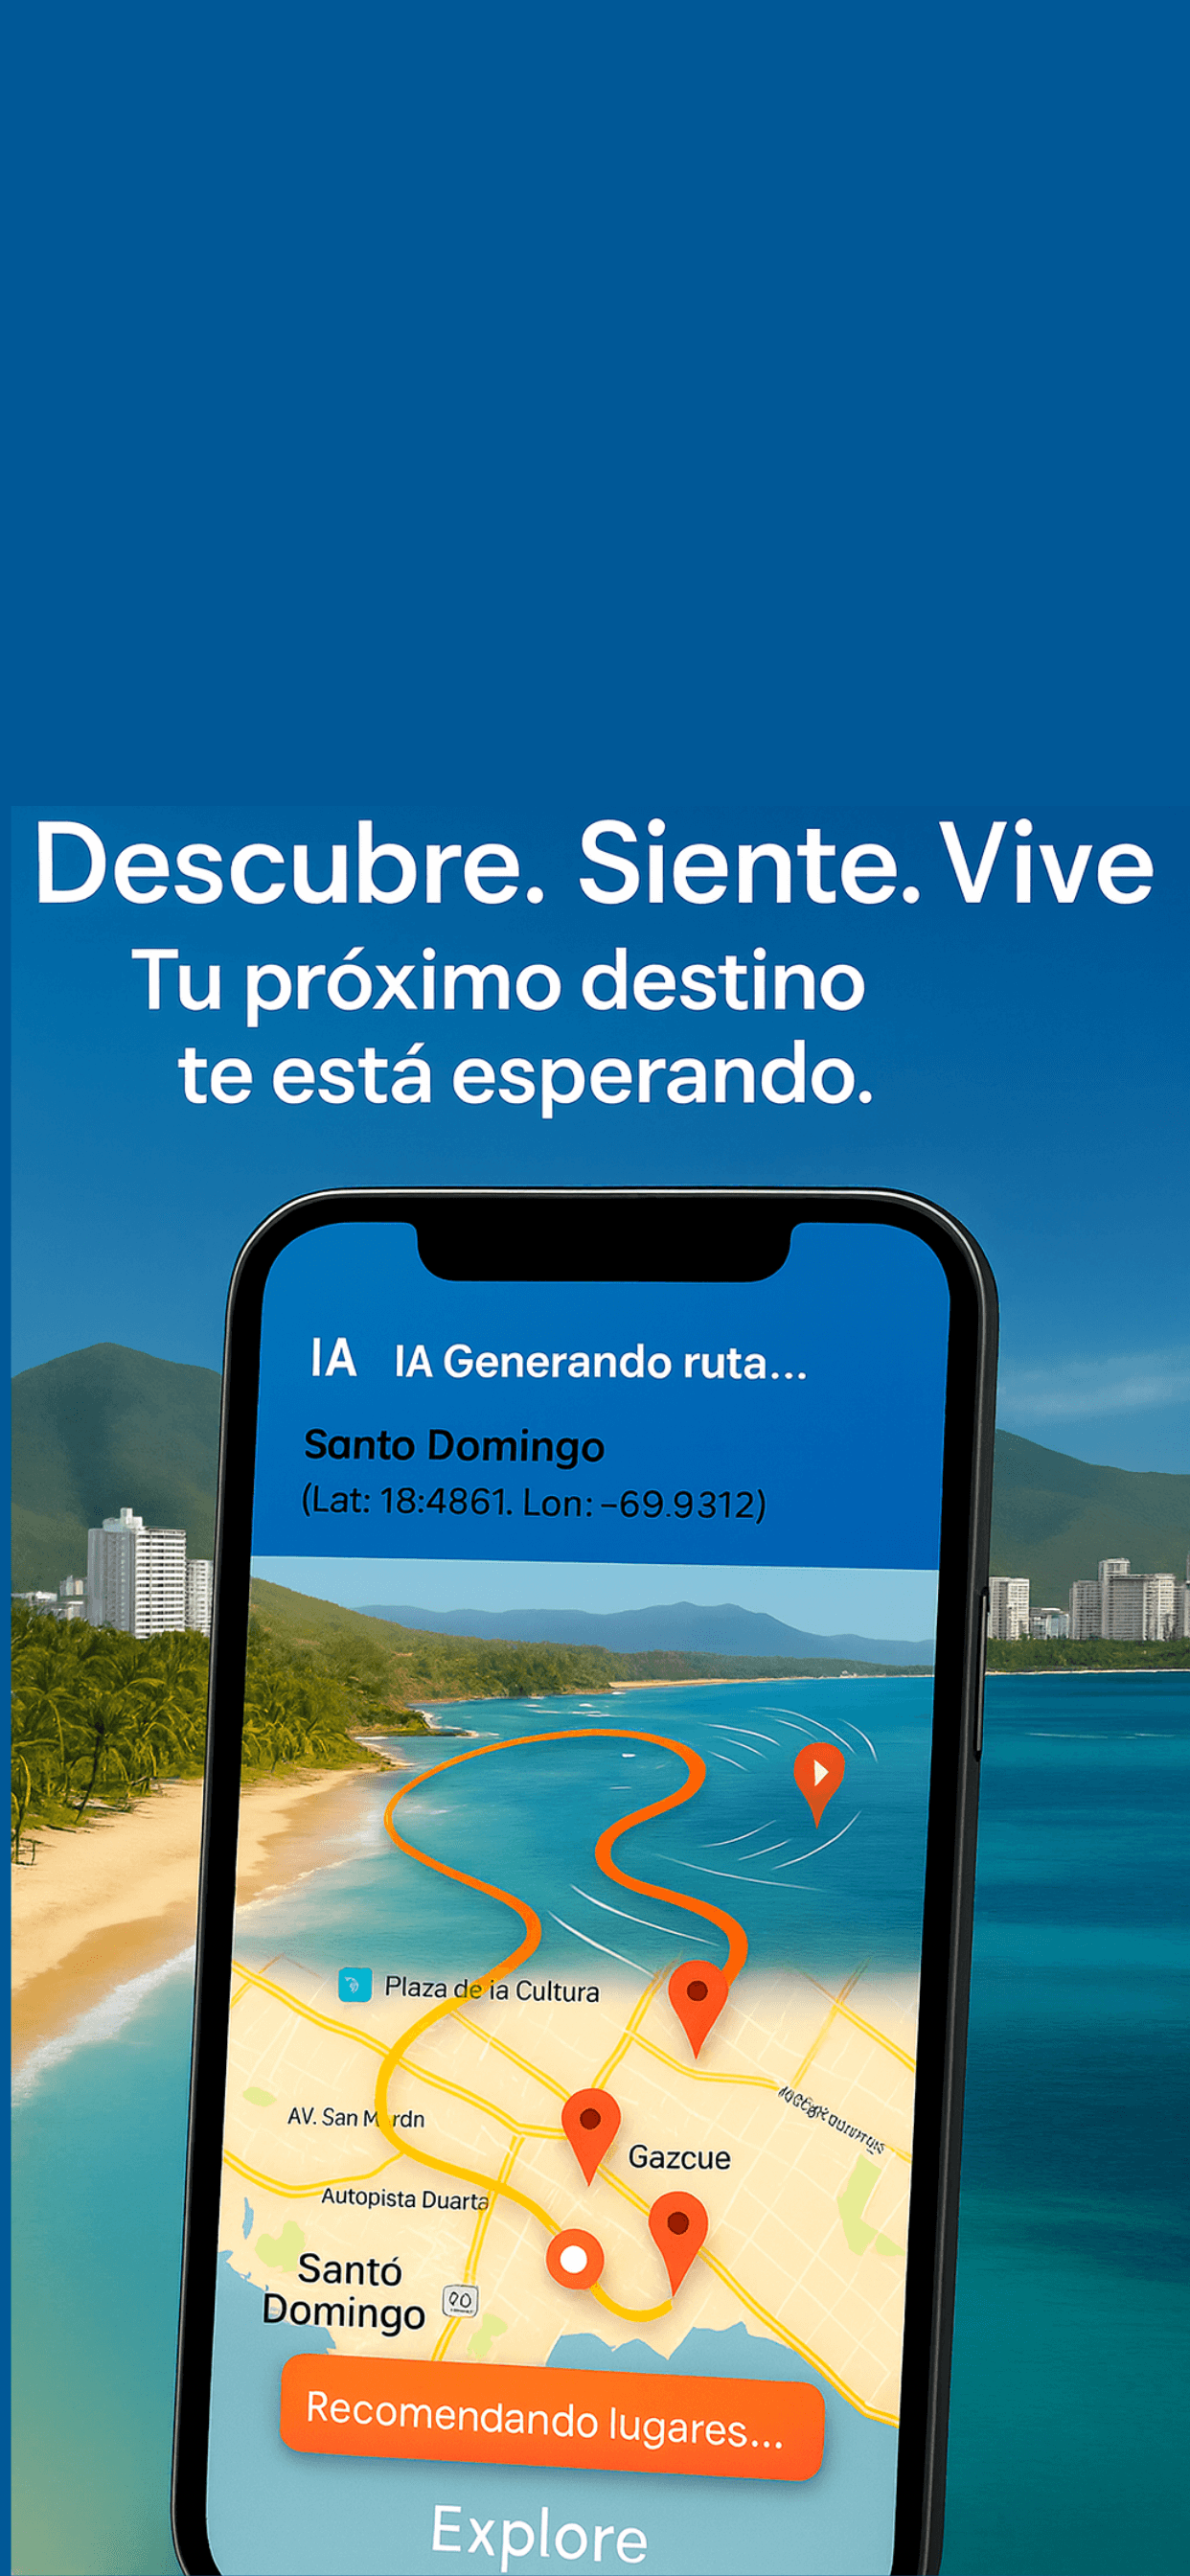 Descubre. Siente. Vive
Tu próximo destino
te está esperando.
IA IA Generando ruta...
Santo Domingo
(Lat: 18:4861. Lon: -69.9312)
Plaza de ia Cultura
AV. San M rdn
Gazcue
Autopista Duarta
Santó
Domingo
Recomendando lugares...
Explore